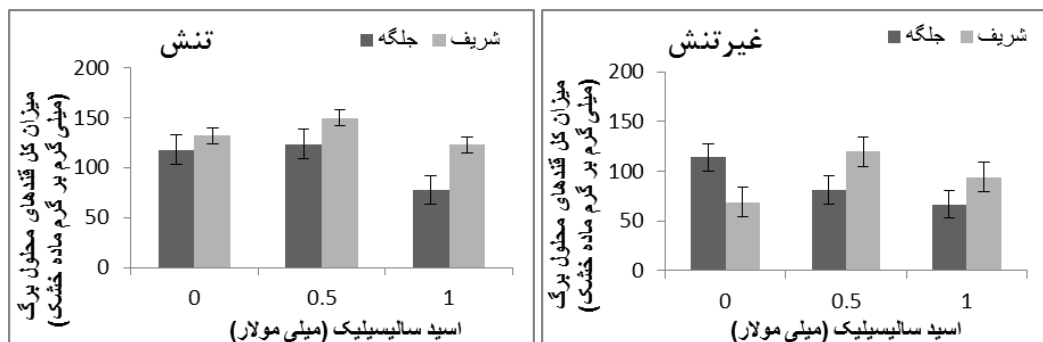 تنش
جلگه شریف
میزان کل قندهای محلول برگ
(میلی گرم بر گرم ماده خشک)
200
150
100
50
0
0 0.5 1
اسید سالیسیلیک (میلی مولار)
غیرتنش
جلگه شریف
میزان کل قندهای محلول برگ
(میلی گرم بر گرم ماده خشک)
200
150
100
50
0
0 0.5 1
اسید سالیسیلیک (میلی مولار)